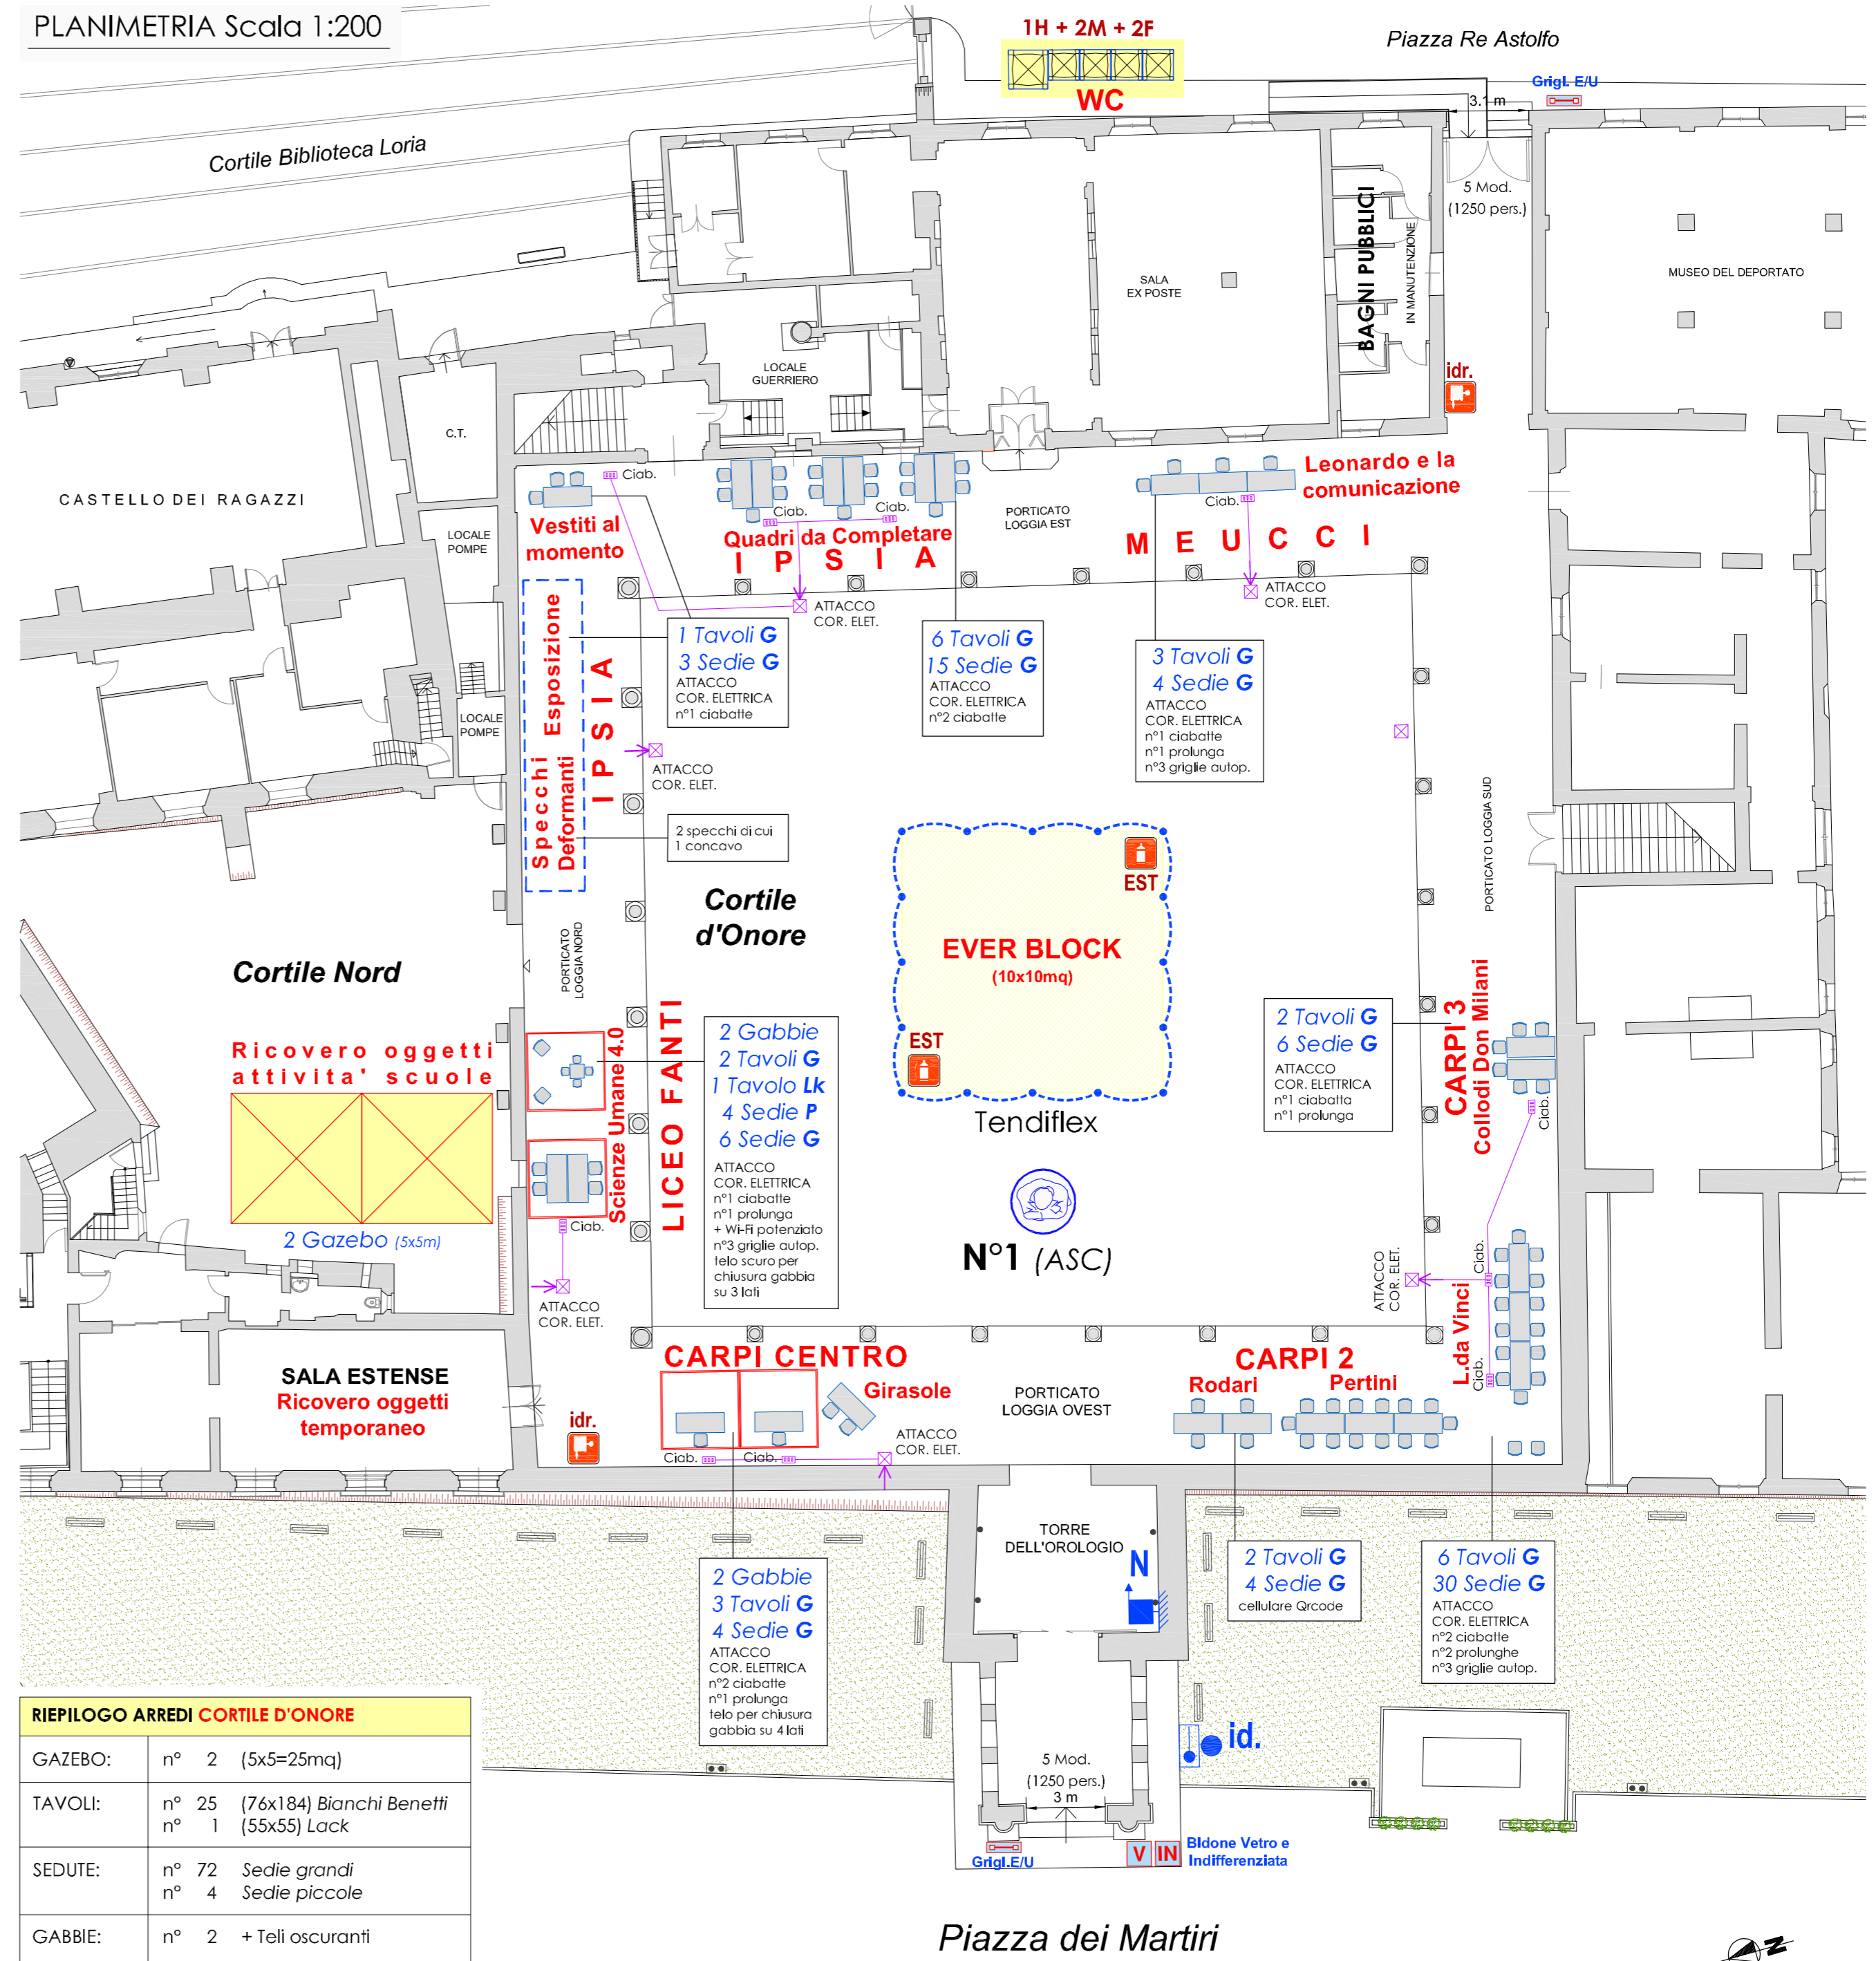 PLANIMETRIA Scala 1:200
1H + 2M + 2F
WC
Piazza Re Astolfo
Grigl. E/U
3.1 m
Cortile Biblioteca Loria
5 Mod.
(1250 pers.)
BAGNI PUBBLICI
IN MANUTENZIONE
SALA
EX POSTE
MUSEO DEL DEPORTATO
LOCALE
GUERRIERO
idr.
C.T.
CASTELLO DEI RAGAZZI
LOCALE
POMPE
LOCALE
POMPE
Ciab.
Vestiti al
momento
Ciab.
Ciab.
Quadri da Completare
I P S I A
PORTICATO
LOGGIA EST
Ciab.
Leonardo e la
comunicazione
M E U C C I
ATTACCO
COR. ELET.
ATTACCO
COR. ELET.
1 Tavoli G
3 Sedie G
ATTACCO
COR. ELETTRICA
n°1 ciabatte
6 Tavoli G
15 Sedie G
ATTACCO
COR. ELETTRICA
n°2 ciabatte
3 Tavoli G
4 Sedie G
ATTACCO
COR. ELETTRICA
n°1 ciabatte
n°1 prolunga
n°3 griglie autop.
Esposizione
Specchi
Deformanti
I P S I A
ATTACCO
COR. ELET.
2 specchi di cui
1 concavo
PORTICATO LOGGIA SUD
Cortile
d'Onore
EST
EVER BLOCK
(10x10mq)
EST
Tendiflex
N°1 (ASC)
PORTICATO
LOGGIA NORD
Cortile Nord
Ricovero oggetti
attivita' scuole
2 Gazebo (5x5m)
Scienze Umane 4.0
LICEO FANTI
Ciab.
ATTACCO
COR. ELET.
2 Gabbie
2 Tavoli G
1 Tavolo Lk
4 Sedie P
6 Sedie G
ATTACCO
COR. ELETTRICA
n°1 ciabatte
n°1 prolunga
+ Wi-Fi potenziato
n°3 griglie autop.
telo scuro per
chiusura gabbia
su 3 lati
2 Tavoli G
6 Sedie G
ATTACCO
COR. ELETTRICA
n°1 ciabatta
n°1 prolunga
CARPI 3
Collodi Don Milani
Ciab.
Ciab.
ATTACCO
COR. ELET.
L.da Vinci
Ciab.
SALA ESTENSE
Ricovero oggetti
temporaneo
idr.
CARPI CENTRO
Girasole
Ciab.
Ciab.
ATTACCO
COR. ELET.
PORTICATO
LOGGIA OVEST
CARPI 2
Rodari
Pertini
TORRE
DELL'OROLOGIO
N
2 Gabbie
3 Tavoli G
4 Sedie G
ATTACCO
COR. ELETTRICA
n°2 ciabatte
n°1 prolunga
telo per chiusura
gabbia su 4 lati
2 Tavoli G
4 Sedie G
cellulare Qrcode
6 Tavoli G
30 Sedie G
ATTACCO
COR. ELETTRICA
n°2 ciabatte
n°2 prolunghe
n°3 griglie autop.
id.
5 Mod.
(1250 pers.)
3 m
Grigl.E/U
V IN
BIdone Vetro e
Indifferenziata
RIEPILOGO ARREDI CORTILE D'ONORE
GAZEBO: n° 2 (5x5=25mq)
TAVOLI: n° 25 (76x184) Bianchi Benetti
n° 1 (55x55) Lack
SEDUTE: n° 72 Sedie grandi
n° 4 Sedie piccole
GABBIE: n° 2 + Teli oscuranti
Piazza dei Martiri
N